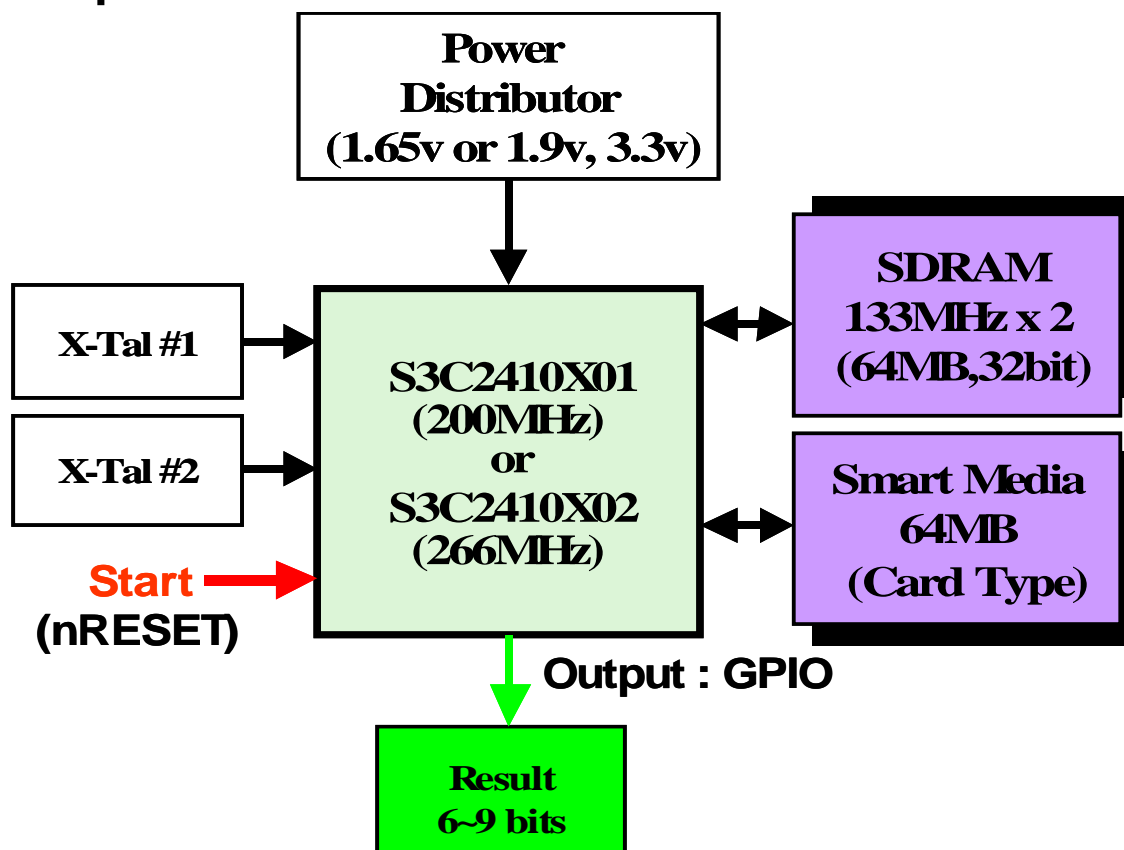 Power
Distributor
(1.65v or 1.9v, 3.3v)
X-Tal #1
X-Tal #2
Start
(nRESET)
S3C2410X01
(200MHz)
or
S3C2410X02
(266MHz)
SDRAM
133MHz x 2
(64MB,32bit)
Smart Media
64MB
(Card Type)
Output : GPIO
Result
6~9 bits